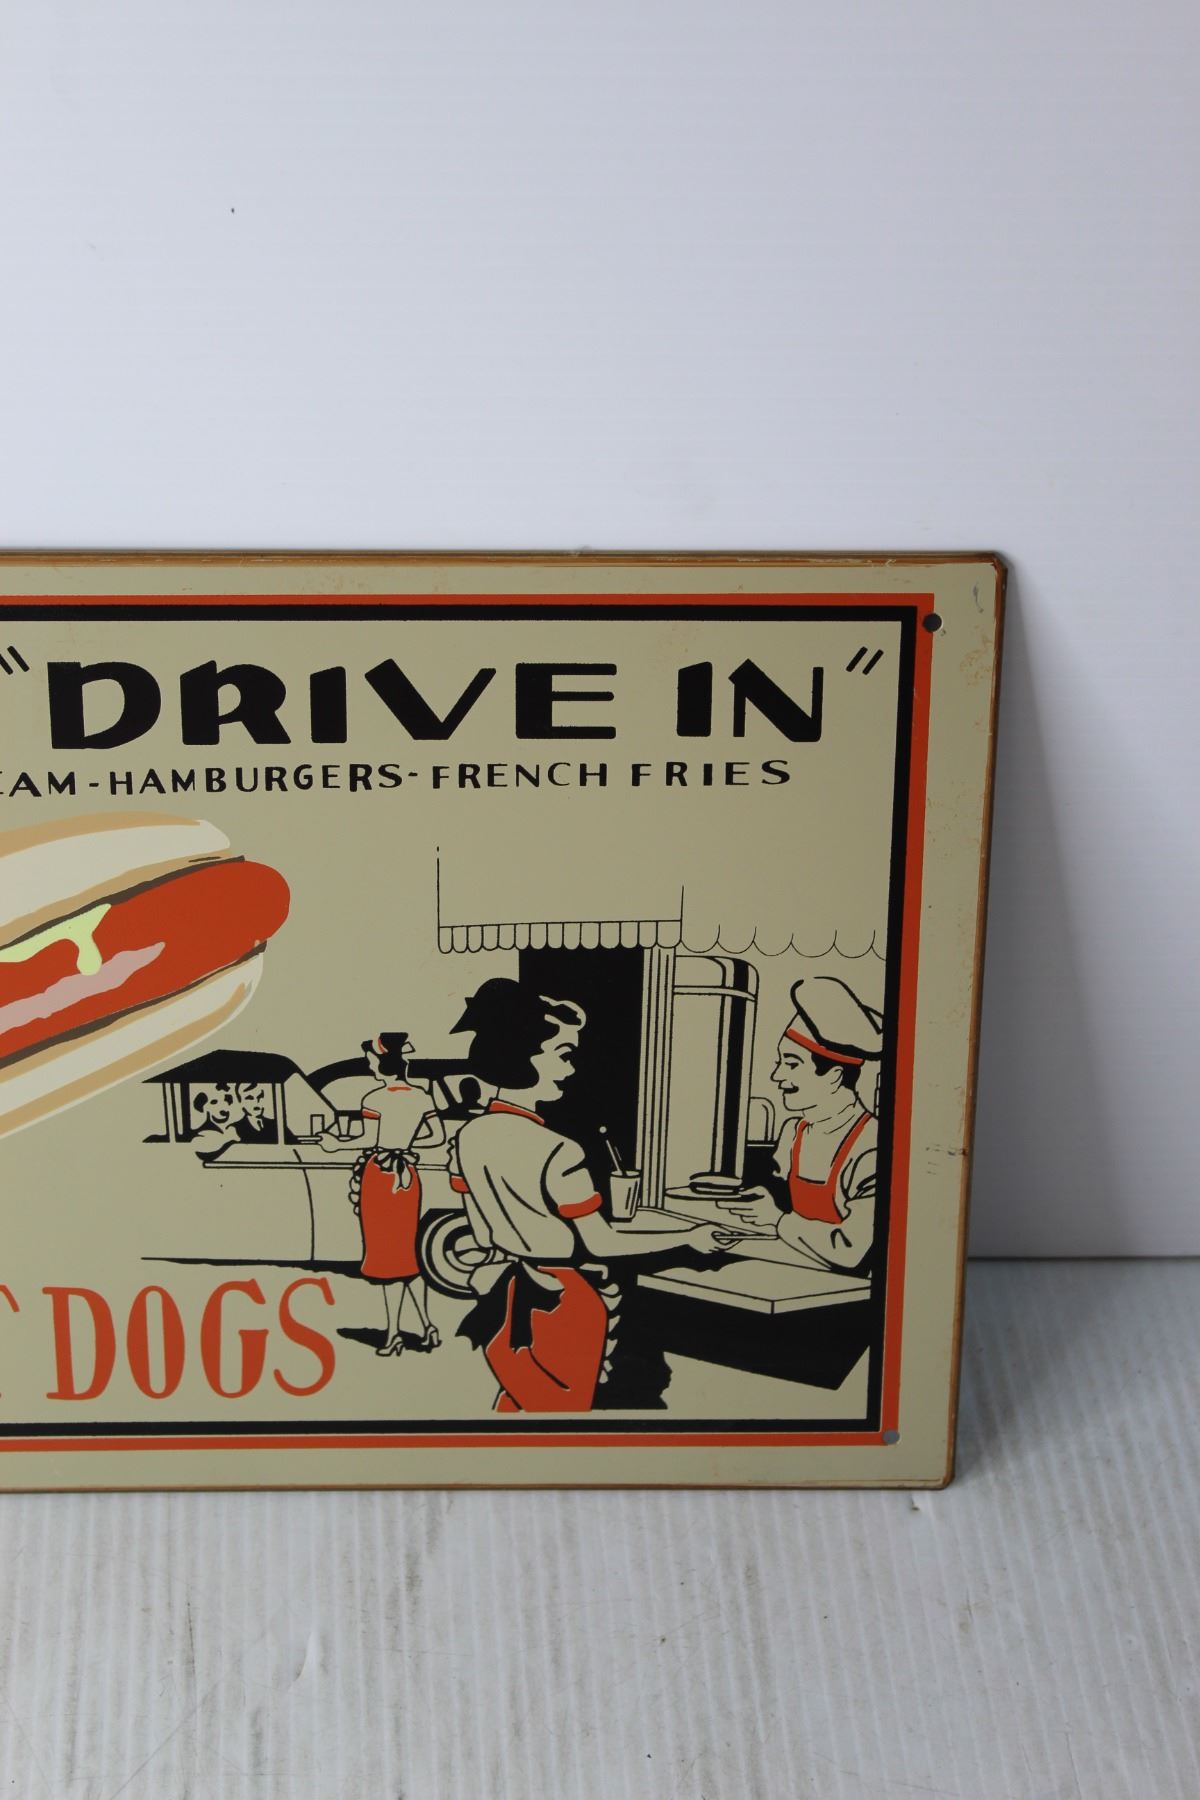 "DRIVE IN"
EAM-HAMBURGERS-FRENCH FRIES
T DOGS